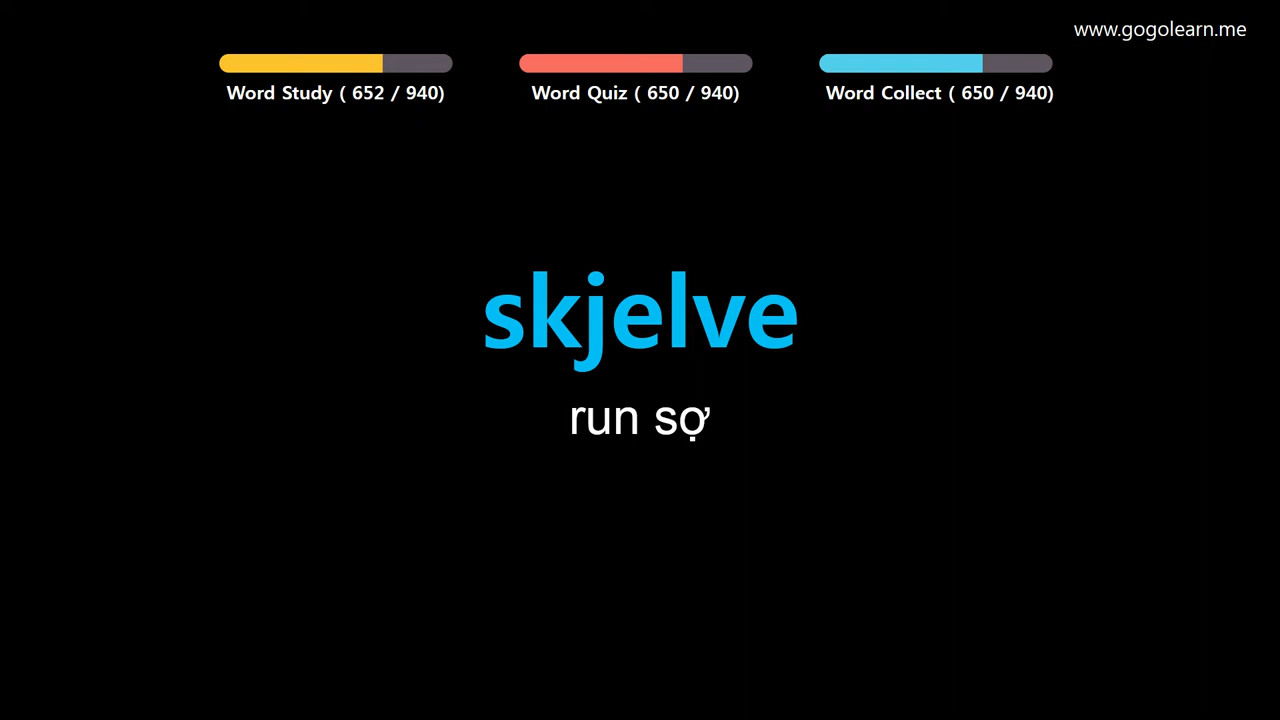 www.gogolearn.me
Word Study ( 652 / 940)
Word Quiz ( 650 / 940)
Word Collect ( 650 / 940)
skjelve
run sợ